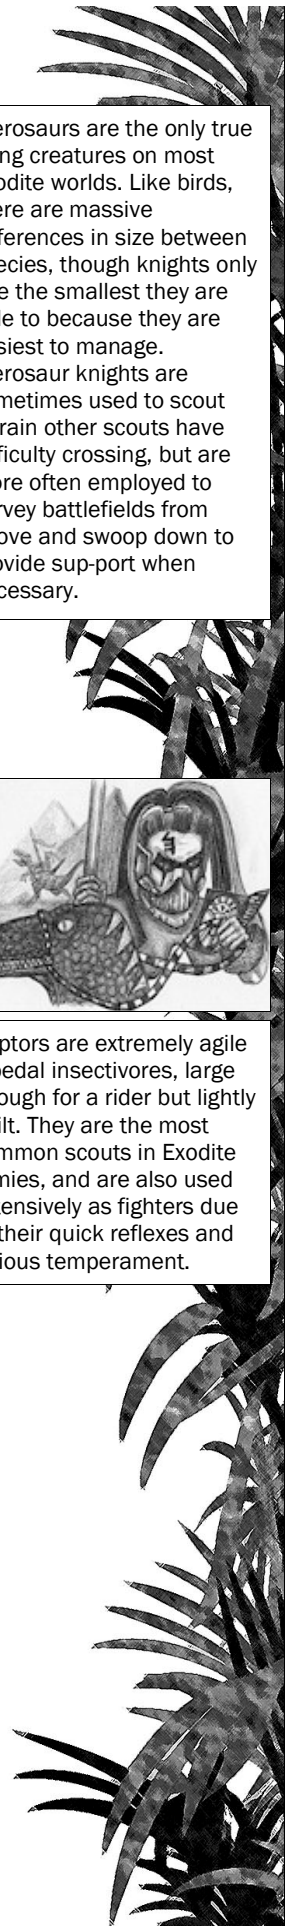 erosaurs are the only true
ng creatures on most
odite worlds. Like birds,
ere are massive
ferences in size between
ecies, though knights only
e the smallest they are
le to because they are
siest to manage.
erosaur knights are
metimes used to scout
rain other scouts have
ficulty crossing, but are
ore often employed to
rvey battlefields from
ove and swoop down to
ovide sup-port when
cessary.
ptors are extremely agile
pedal insectivores, large
ough for a rider but lightly
ilt. They are the most
mmon scouts in Exodite
mies, and are also used
tensively as fighters due
their quick reflexes and
ious temperament.